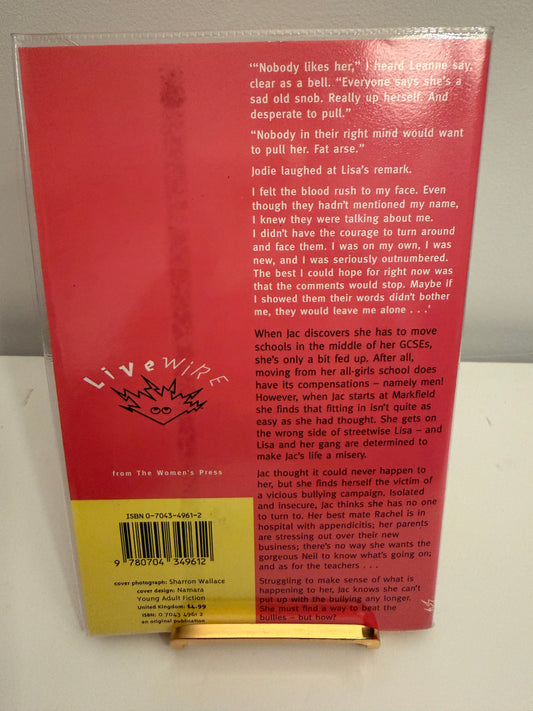 ‘“Nobody likes her,” I heard Leanne say,
clear as a bell. “Everyone says she’s a
sad old snob. Really up herself. And
desperate to pull.”
“Nobody in their right mind would want
to pull her. Fat arse.”
Jodie laughed at Lisa’s remark.
I felt the blood rush to my face. Even
though they hadn’t mentioned my name,
I knew they were talking about me.
I didn’t have the courage to turn around
and face them. I was on my own, I was
new, and I was seriously outnumbered.
The best I could hope for right now was
that the comments would stop. Maybe if
I showed them their words didn’t bother
me, they would leave me alone . . .’
When Jac discovers she has to move
schools in the middle of her GCSEs,
she’s only a bit fed up. After all,
moving from her all-girls school does
have its compensations – namely men!
However, when Jac starts at Markfield
she finds that fitting in isn’t quite as
easy as she had thought. She gets on
the wrong side of streetwise Lisa – and
Lisa and her gang are determined to
make Jac’s life a misery.
Jac thought it could never happen to
her, but she finds herself the victim of
a vicious bullying campaign. Isolated
and insecure, Jac thinks she has no one
to turn to. Her best mate Rachel is in
hospital with appendicitis; her parents
are stressing out over their new
business; there’s no way she wants the
gorgeous Neil to know what’s going on;
and as for the teachers . . .
Struggling to make sense of what is
happening to her, Jac knows she can’t
put up with the bullying any longer.
She must find a way to beat the
bullies – but how?
LiveWiRE
from The Women’s Press
ISBN 0-7043-4961-2
9 780704 349612
cover photograph: Sharron Wallace
cover design: Namara
Young Adult Fiction
United Kingdom: £4.99
ISBN: 0 7043 4961 2
an original publication